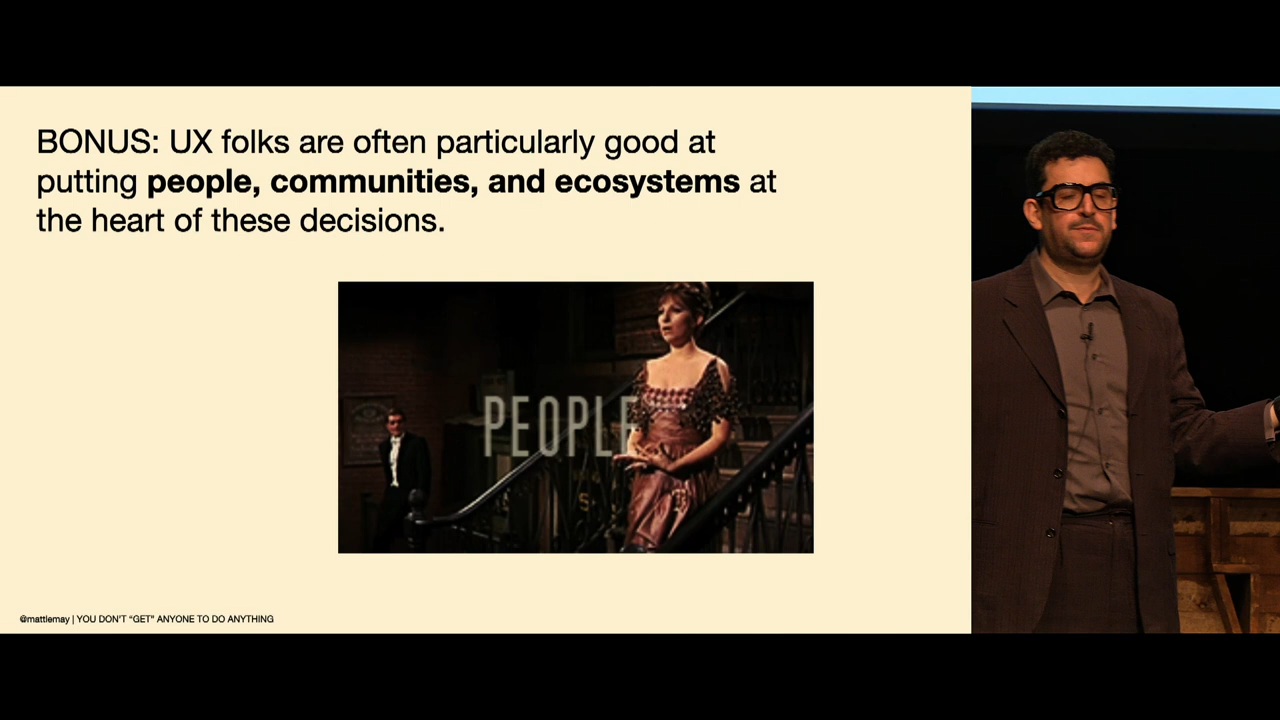 BONUS: UX folks are often particularly good at
putting people, communities, and ecosystems at
the heart of these decisions.
PEOPLE
@mattlemay | YOU DON'T “GET” ANYONE TO DO ANYTHING